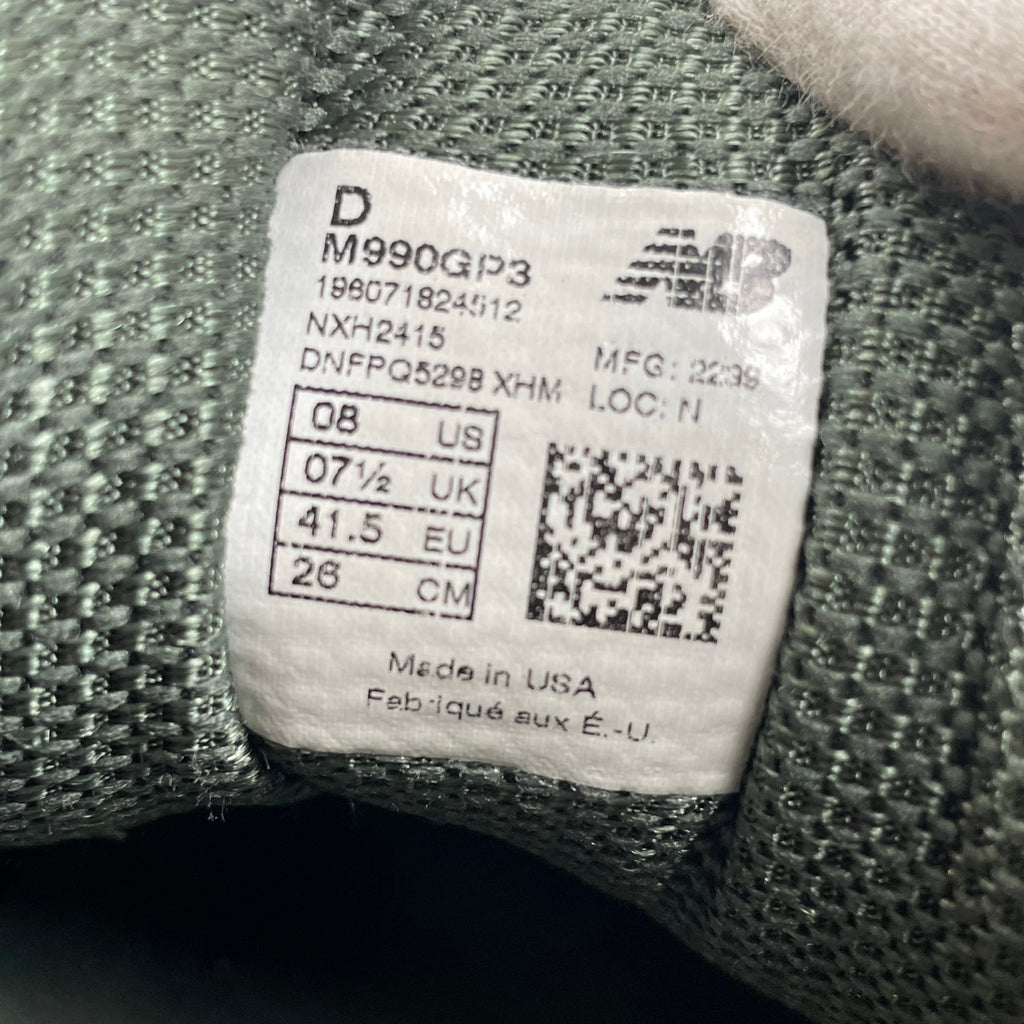 D
M990GP3
196071824512
NXH2415
DNFPQ5298 XHM
NB
MFG: 2239
LOC: N
08 US
07½ UK
41.5 EU
26 CM
Made in USA
Fabriqué aux É.-U.